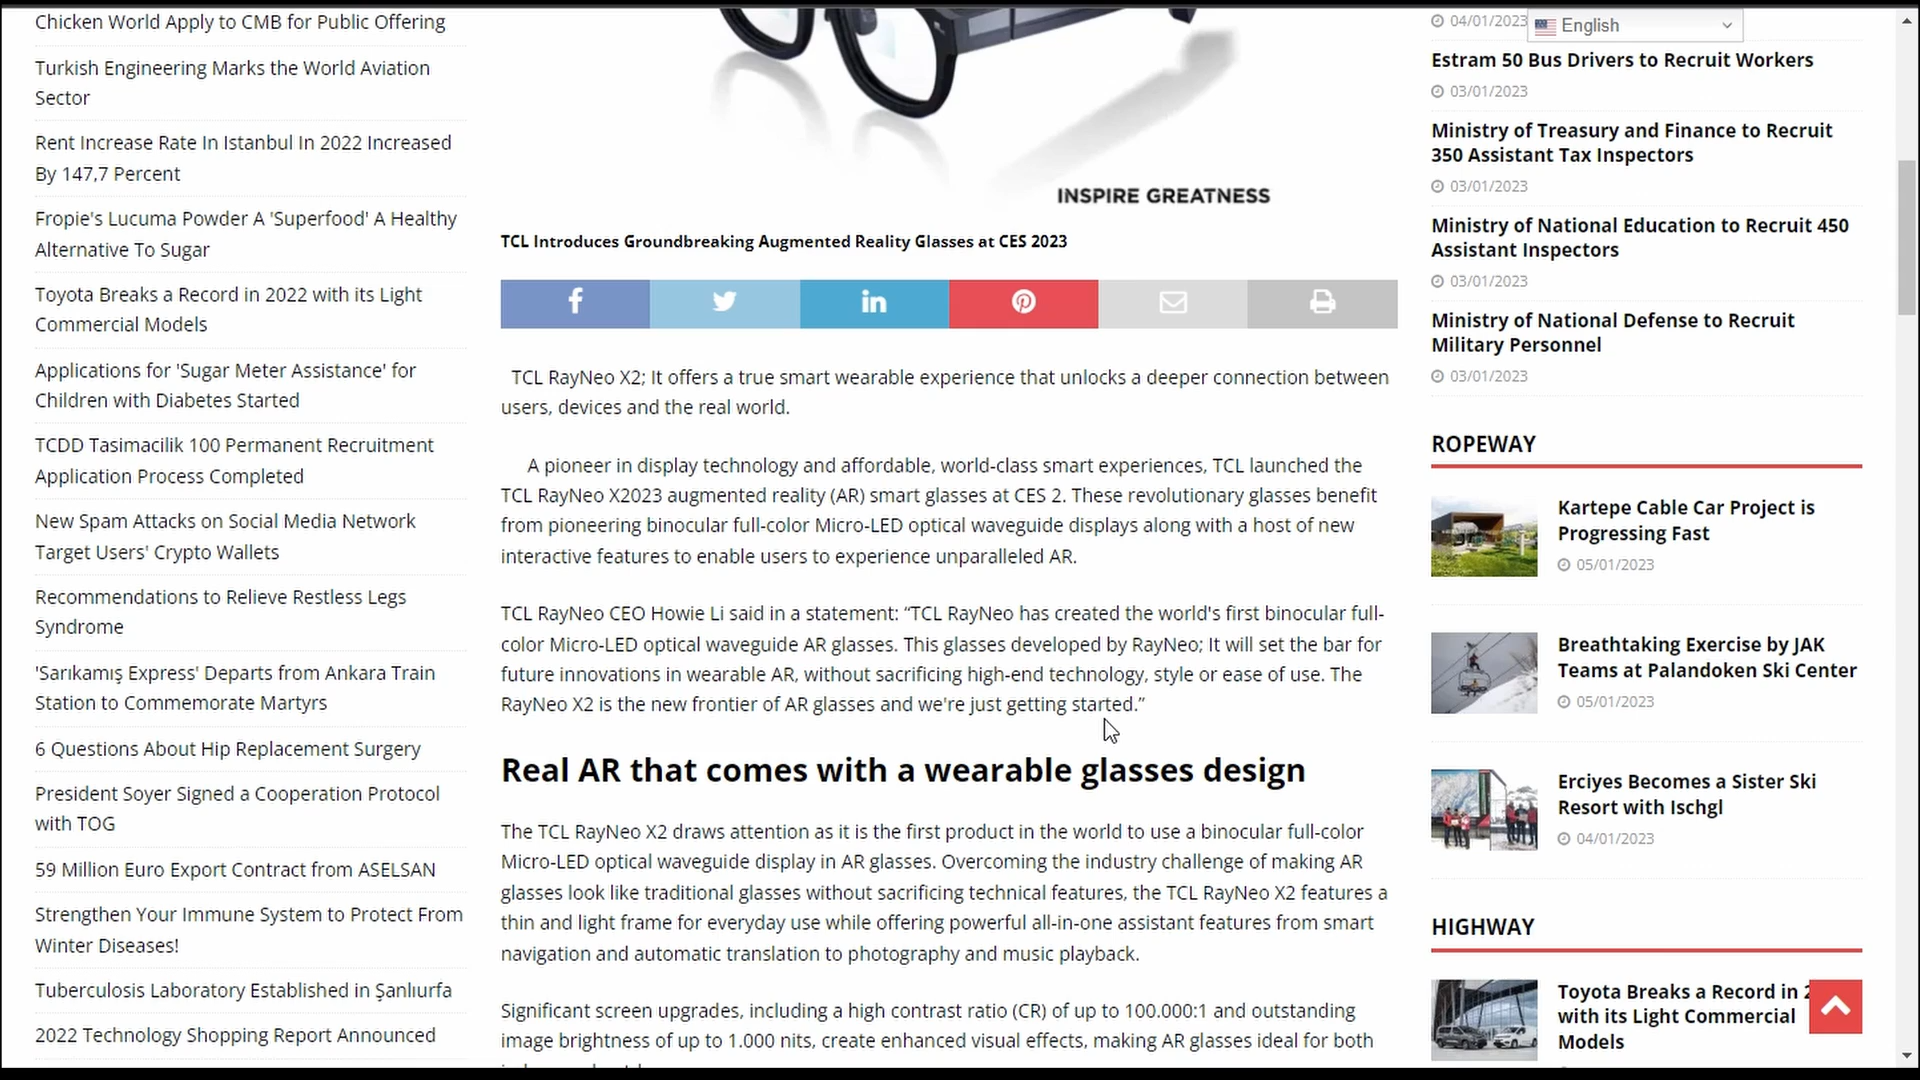 Chicken World Apply to CMB for Public Offering
Turkish Engineering Marks the World Aviation
Sector
Rent Increase Rate In Istanbul In 2022 Increased
By 147,7 Percent
Fropie's Lucuma Powder A 'Superfood' A Healthy
Alternative To Sugar
Toyota Breaks a Record in 2022 with its Light
Commercial Models
Applications for 'Sugar Meter Assistance' for
Children with Diabetes Started
TCDD Tasimacilik 100 Permanent Recruitment
Application Process Completed
New Spam Attacks on Social Media Network
Target Users' Crypto Wallets
Recommendations to Relieve Restless Legs
Syndrome
'Sarıkamış Express' Departs from Ankara Train
Station to Commemorate Martyrs
6 Questions About Hip Replacement Surgery
President Soyer Signed a Cooperation Protocol
with TOG
59 Million Euro Export Contract from ASELSAN
Strengthen Your Immune System to Protect From
Winter Diseases!
Tuberculosis Laboratory Established in Şanlıurfa
2022 Technology Shopping Report Announced
INSPIRE GREATNESS
TCL Introduces Groundbreaking Augmented Reality Glasses at CES 2023
TCL RayNeo X2; It offers a true smart wearable experience that unlocks a deeper connection between
users, devices and the real world.
A pioneer in display technology and affordable, world-class smart experiences, TCL launched the
TCL RayNeo X2023 augmented reality (AR) smart glasses at CES 2. These revolutionary glasses benefit
from pioneering binocular full-color Micro-LED optical waveguide displays along with a host of new
interactive features to enable users to experience unparalleled AR.
TCL RayNeo CEO Howie Li said in a statement: “TCL RayNeo has created the world's first binocular full-
color Micro-LED optical waveguide AR glasses. This glasses developed by RayNeo; It will set the bar for
future innovations in wearable AR, without sacrificing high-end technology, style or ease of use. The
RayNeo X2 is the new frontier of AR glasses and we're just getting started.”
Real AR that comes with a wearable glasses design
The TCL RayNeo X2 draws attention as it is the first product in the world to use a binocular full-color
Micro-LED optical waveguide display in AR glasses. Overcoming the industry challenge of making AR
glasses look like traditional glasses without sacrificing technical features, the TCL RayNeo X2 features a
thin and light frame for everyday use while offering powerful all-in-one assistant features from smart
navigation and automatic translation to photography and music playback.
Significant screen upgrades, including a high contrast ratio (CR) of up to 100.000:1 and outstanding
image brightness of up to 1.000 nits, create enhanced visual effects, making AR glasses ideal for both
04/01/2023
English
Estram 50 Bus Drivers to Recruit Workers
03/01/2023
Ministry of Treasury and Finance to Recruit
350 Assistant Tax Inspectors
03/01/2023
Ministry of National Education to Recruit 450
Assistant Inspectors
03/01/2023
Ministry of National Defense to Recruit
Military Personnel
03/01/2023
ROPEWAY
Kartepe Cable Car Project is
Progressing Fast
05/01/2023
Breathtaking Exercise by JAK
Teams at Palandoken Ski Center
05/01/2023
Erciyes Becomes a Sister Ski
Resort with Ischgl
04/01/2023
HIGHWAY
Toyota Breaks a Record in
with its Light Commercial
Models